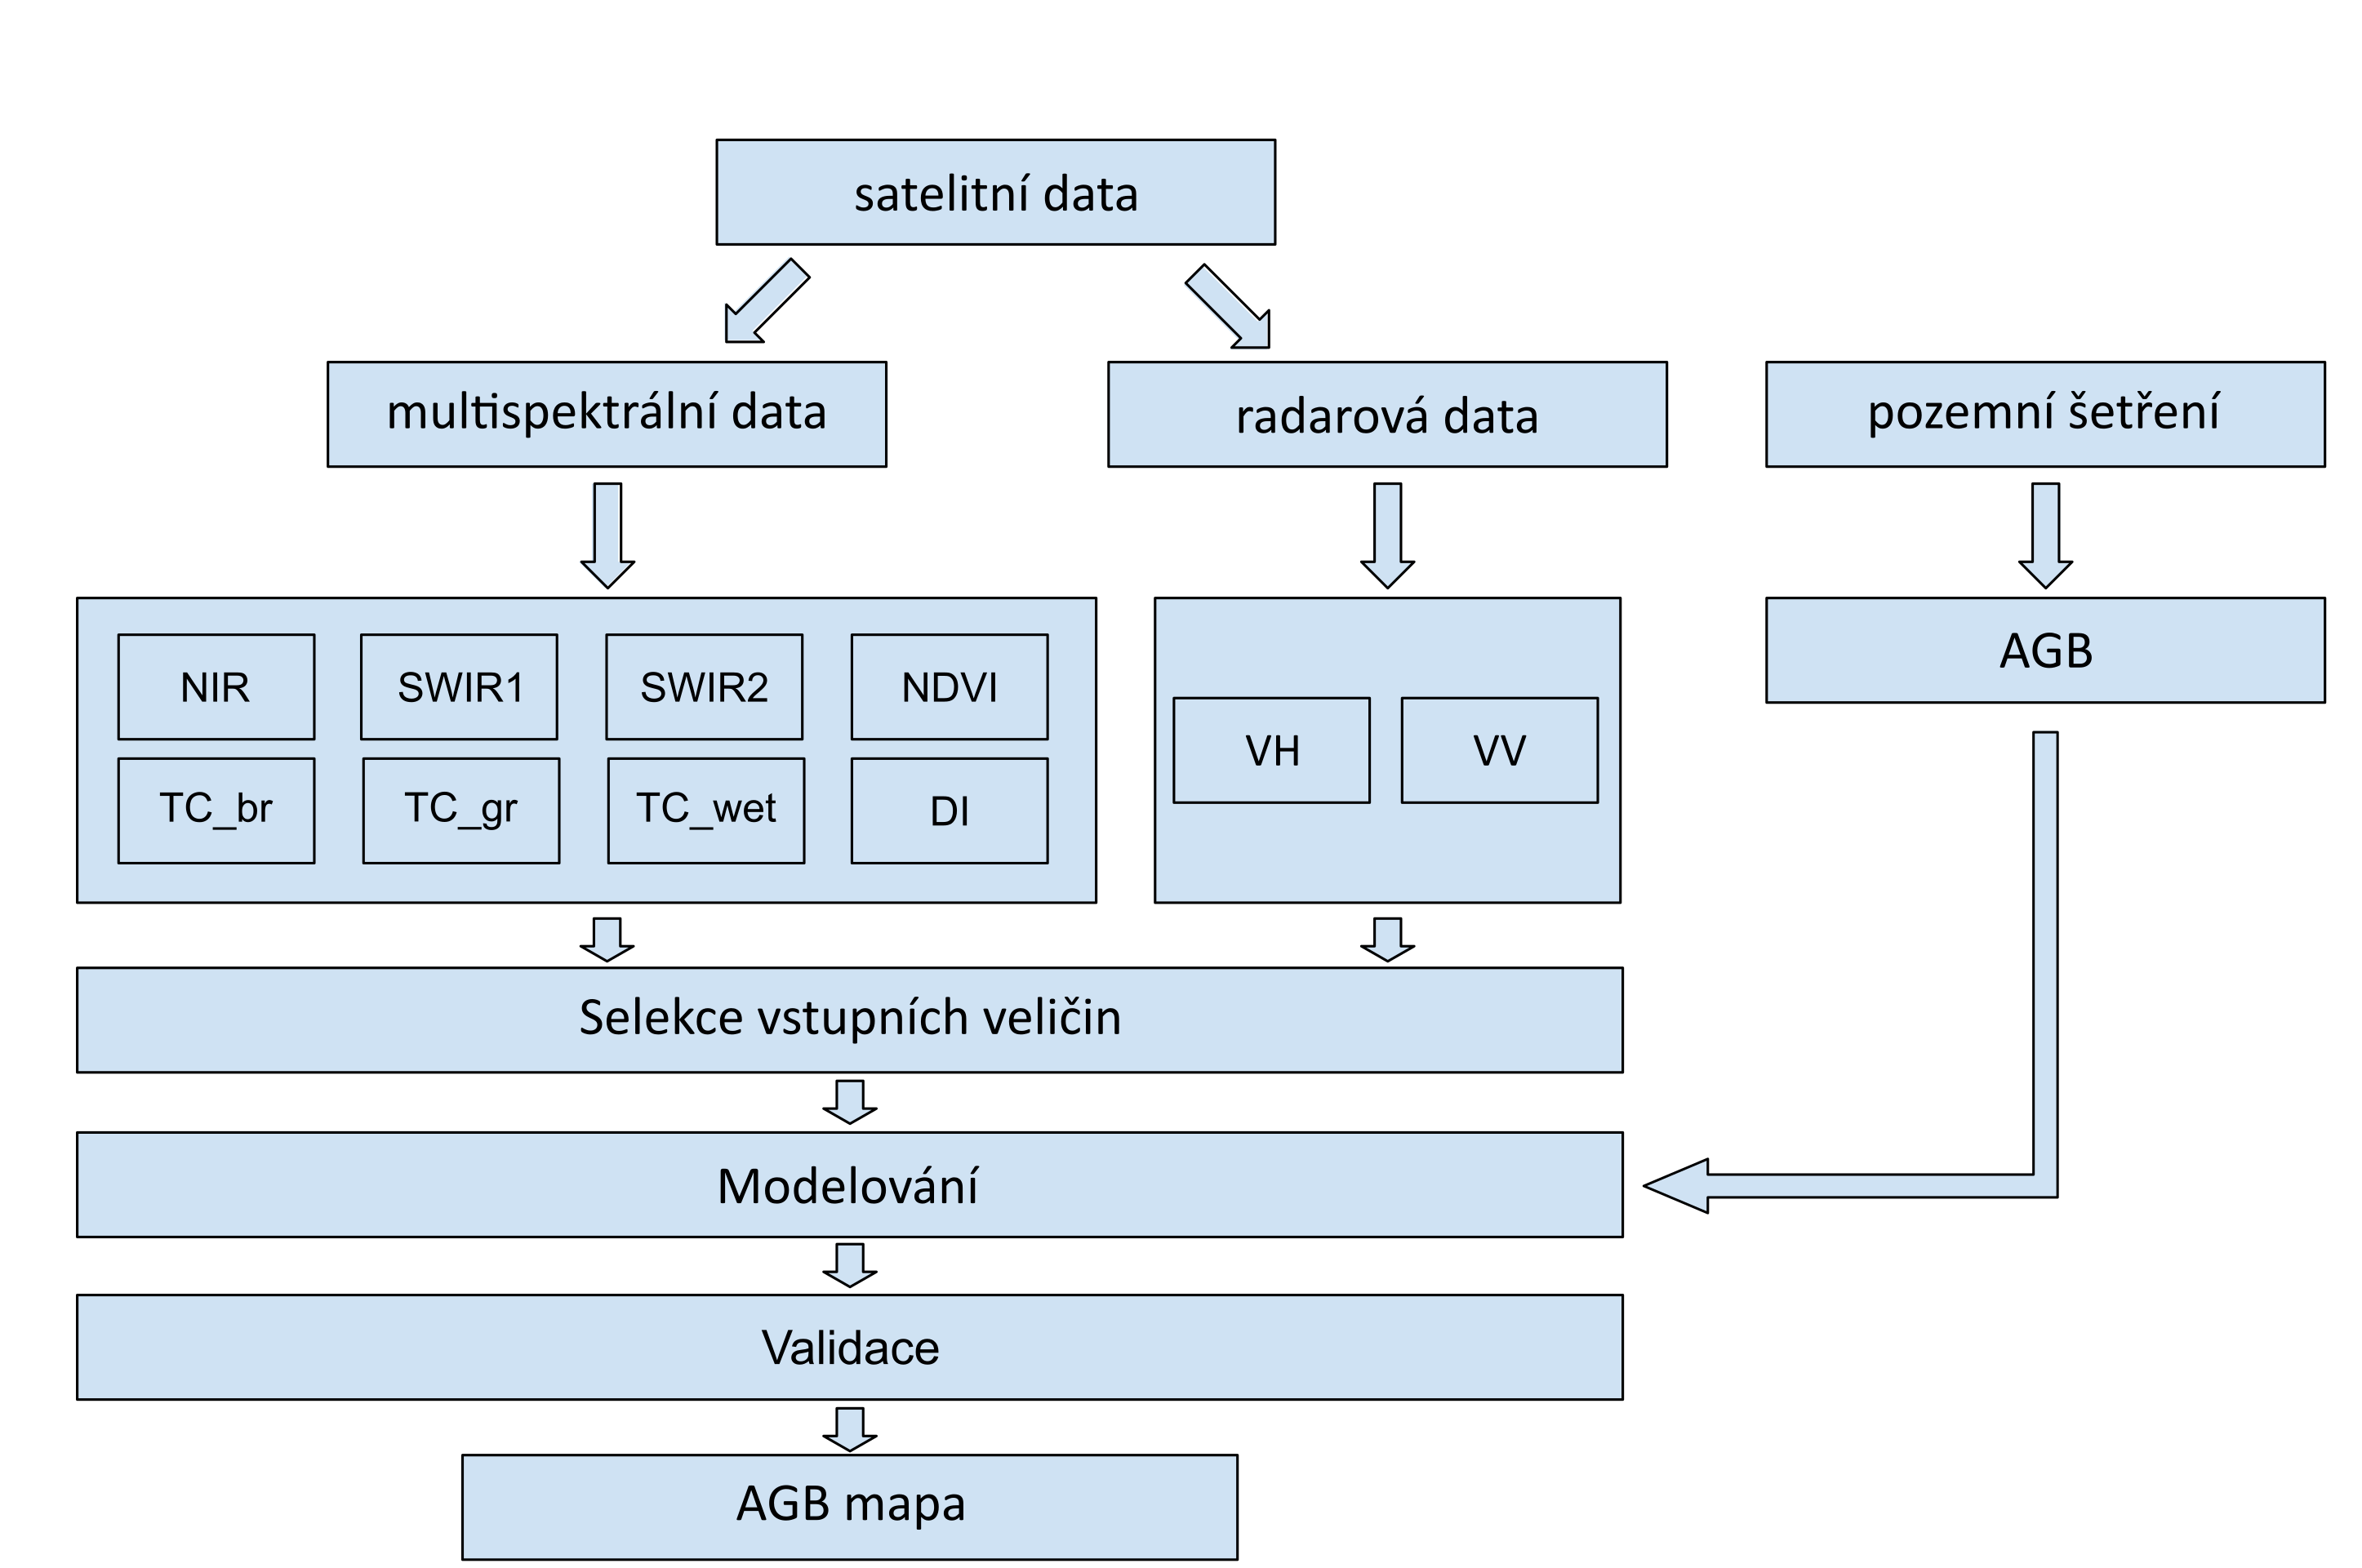 satelitní data
multispektrální data
radarová data
pozemní šetření
NIR
SWIR1
SWIR2
NDVI
TC_br
TC_gr
TC_wet
DI
VH
VV
AGB
Selekce vstupních veličin
Modelování
Validace
AGB mapa